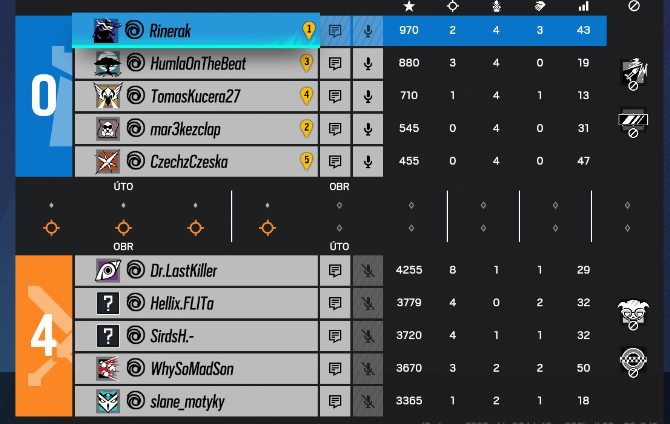 0
Rinerak 1 970 2 4 3 43
HumlaOnTheBeat 3 880 3 4 0 19
TomasKucera27 4 710 1 4 1 13
mar3kezclap 2 545 0 4 0 31
CzechzCzeska 5 455 0 4 0 47
ÚTO OBR
OBR ÚTO
4
Dr.LastKiller 4255 8 1 1 29
Hellix.FLITa 3779 4 0 2 32
SirdsH.- 3720 4 1 1 32
WhySoMadSon 3670 3 2 2 50
slane_motyky 3365 1 2 1 18